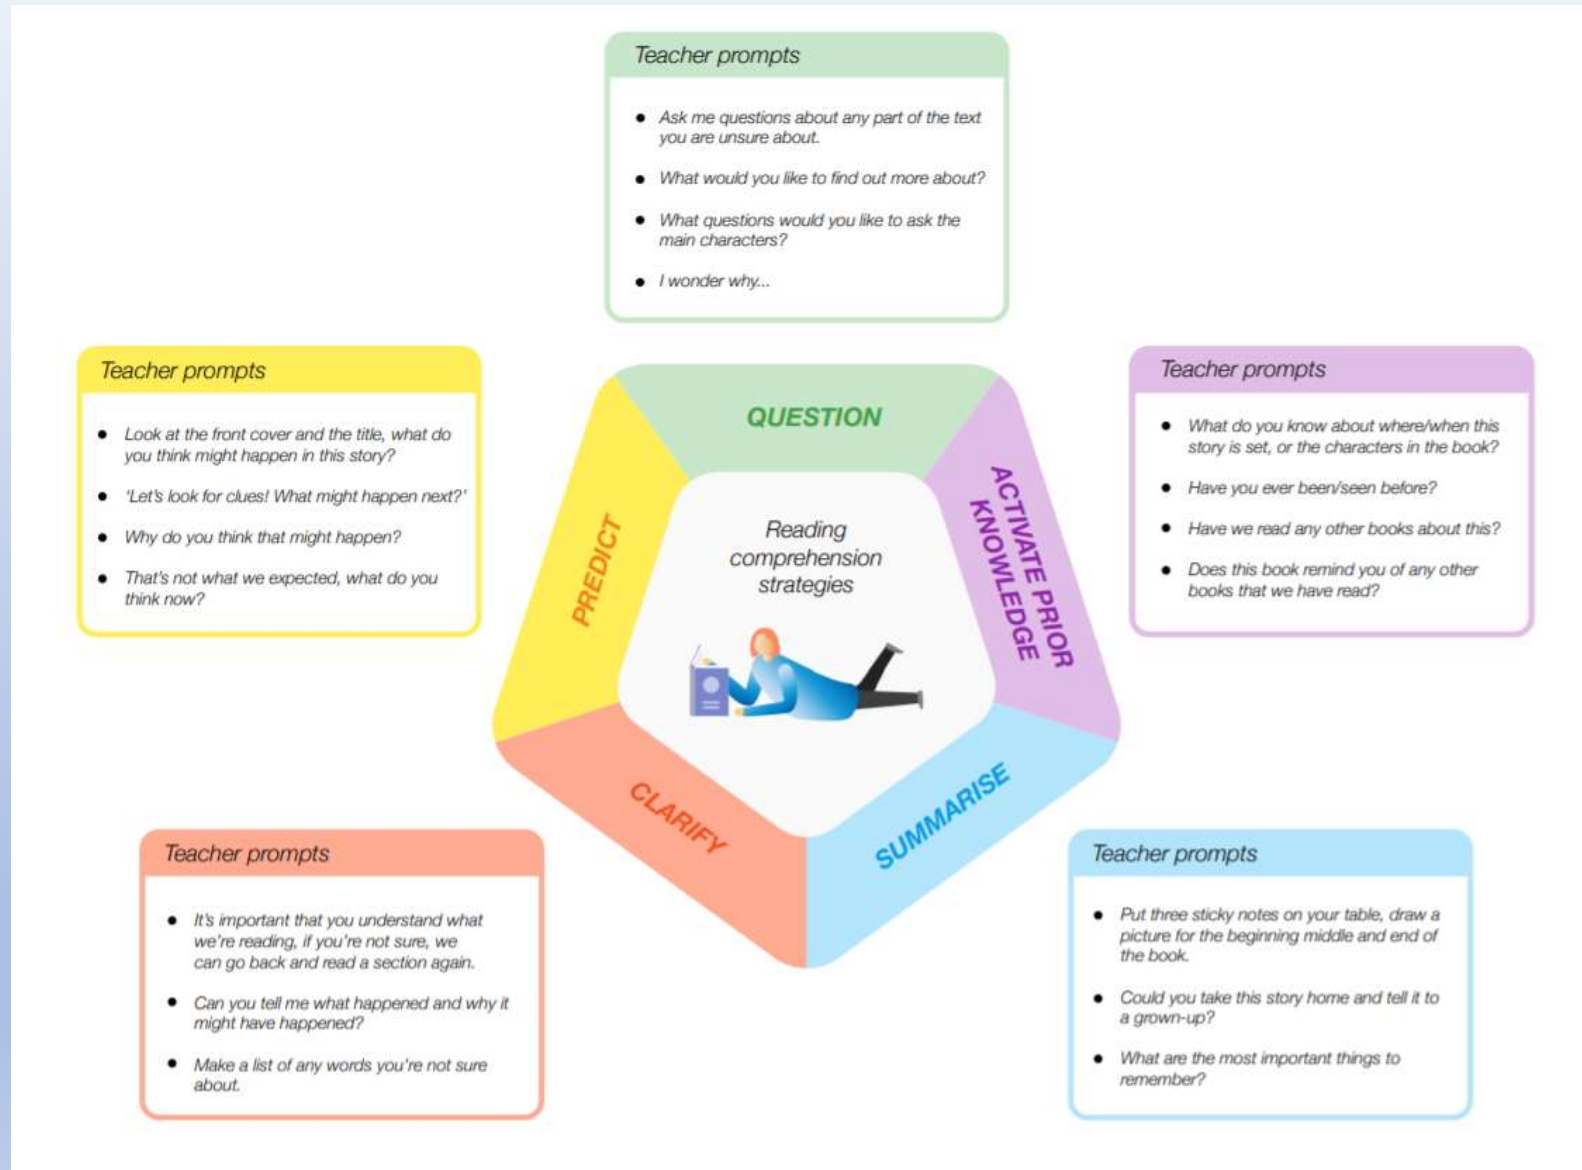 Teacher prompts
● Ask me questions about any part of the text
you are unsure about.
● What would you like to find out more about?
● What questions would you like to ask the
main characters?
● I wonder why...
Teacher prompts
● Look at the front cover and the title, what do
you think might happen in this story?
● 'Let's look for clues! What might happen next?'
● Why do you think that might happen?
● That's not what we expected, what do you
think now?
QUESTION
PREDICT
Reading
comprehension
strategies
ACTIVATE PRIOR
KNOWLEDGE
CLARIFY
SUMMARISE
Teacher prompts
● What do you know about where/when this
story is set, or the characters in the book?
● Have you ever been/seen before?
● Have we read any other books about this?
● Does this book remind you of any other
books that we have read?
Teacher prompts
● It's important that you understand what
we're reading, if you're not sure, we
can go back and read a section again.
● Can you tell me what happened and why it
might have happened?
● Make a list of any words you're not sure
about.
Teacher prompts
● Put three sticky notes on your table, draw a
picture for the beginning middle and end of
the book.
● Could you take this story home and tell it to
a grown-up?
● What are the most important things to
remember?